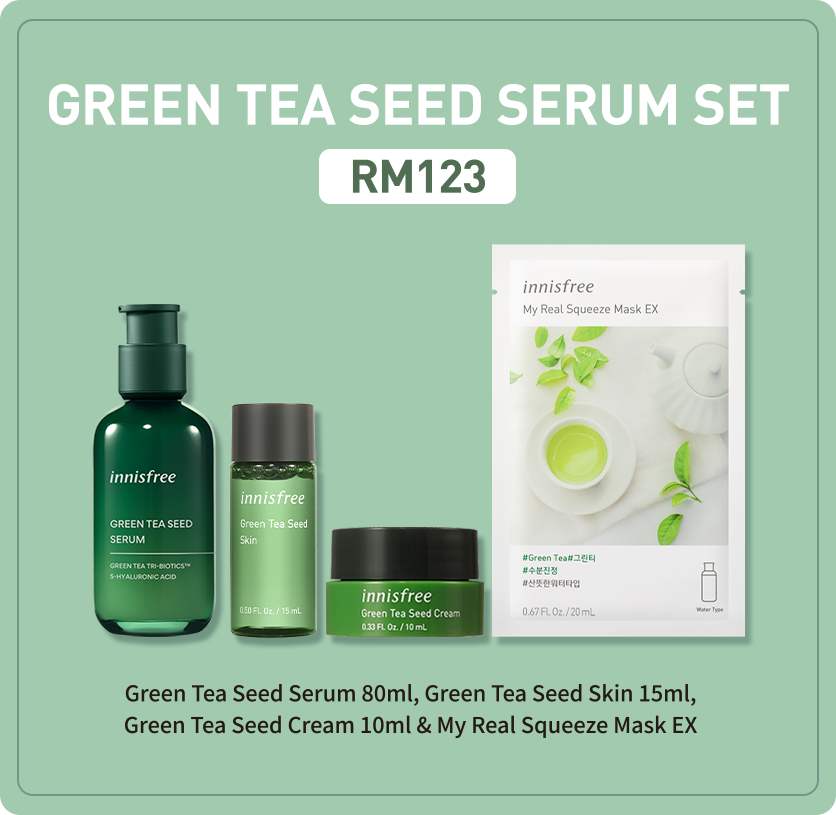 GREEN TEA SEED SERUM SET
RM123
innisfree
GREEN TEA SEED
SERUM
GREEN TEA TRI-BIOTICS™
5-HYALURONIC ACID
innisfree
Green Tea Seed
Skin
0.50 FL. Oz. / 15 mL
innisfree
Green Tea Seed Cream
0.33 FL. Oz. / 10 mL
innisfree
My Real Squeeze Mask EX
#Green Tea#그린티
#수분진정
#산뜻한워터타입
Water Type
0.67 FL. Oz. / 20 mL
Green Tea Seed Serum 80ml, Green Tea Seed Skin 15ml,
Green Tea Seed Cream 10ml & My Real Squeeze Mask EX